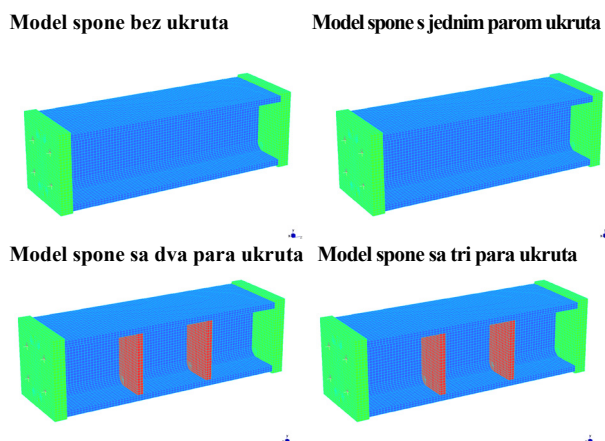 Model spone bez ukruta
Model spone s jednim parom ukruta
Model spone sa dva para ukruta
Model spone sa tri para ukruta